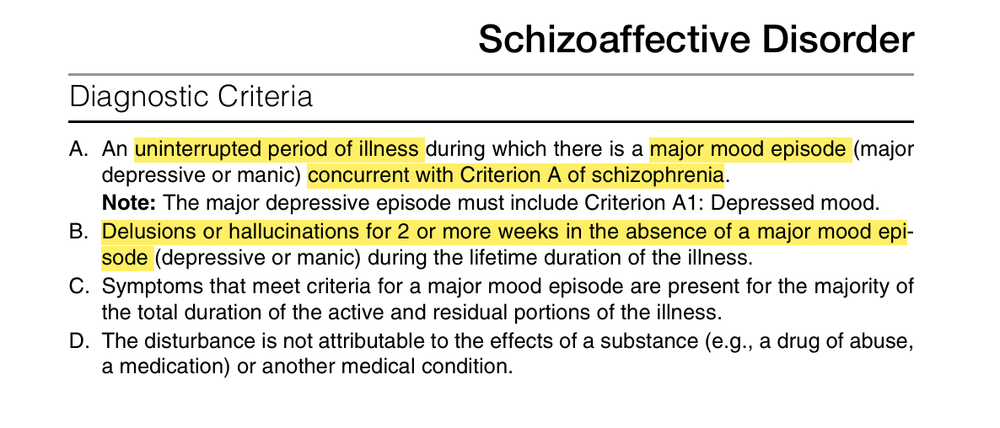 Schizoaffective Disorder
Diagnostic Criteria
A. An uninterrupted period of illness during which there is a major mood episode (major
depressive or manic) concurrent with Criterion A of schizophrenia.
Note: The major depressive episode must include Criterion A1: Depressed mood.
B. Delusions or hallucinations for 2 or more weeks in the absence of a major mood epi-
sode (depressive or manic) during the lifetime duration of the illness.
C. Symptoms that meet criteria for a major mood episode are present for the majority of
the total duration of the active and residual portions of the illness.
D. The disturbance is not attributable to the effects of a substance (e.g., a drug of abuse,
a medication) or another medical condition.